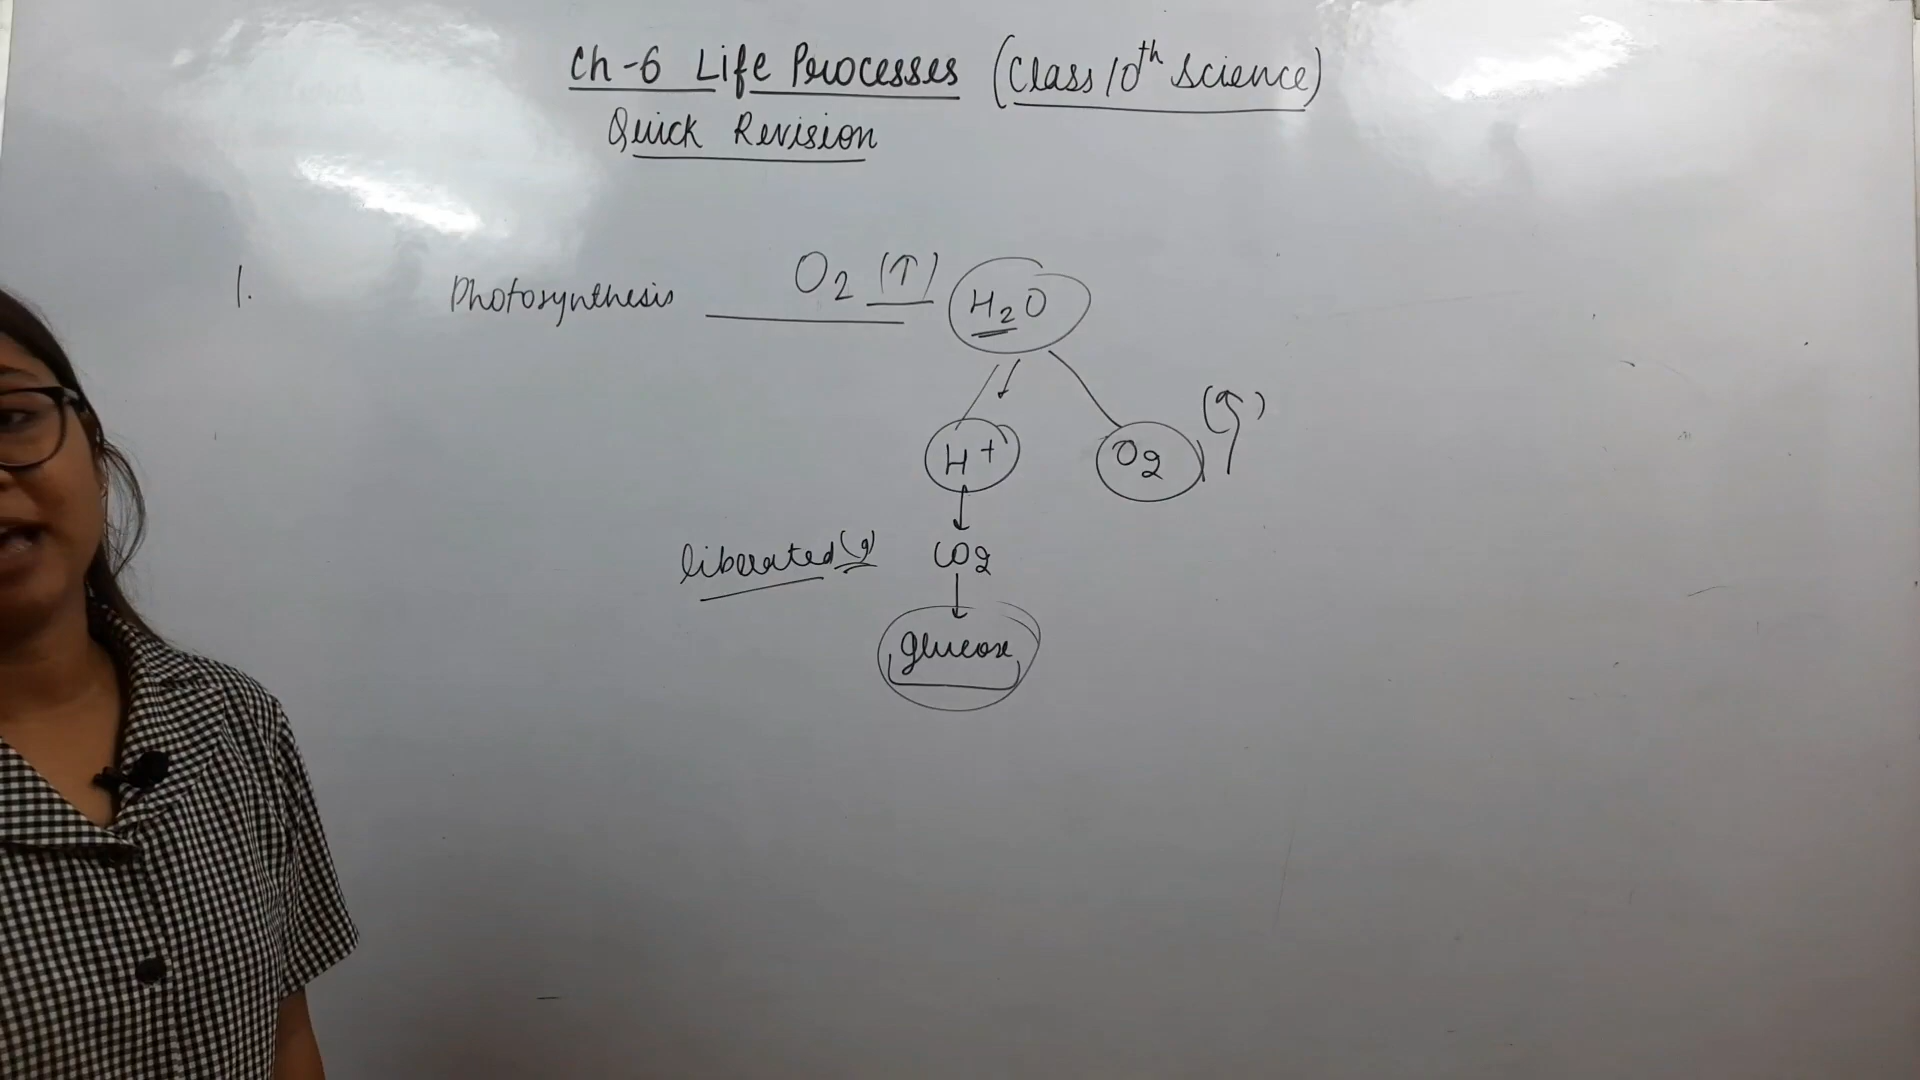 Ch-6 Life Processes (Class 10th Science)
Quick Revision
1. Photosynthesis O2 (↑) H2O
H+ O2 (↑)
liberated (g) CO2
glucose